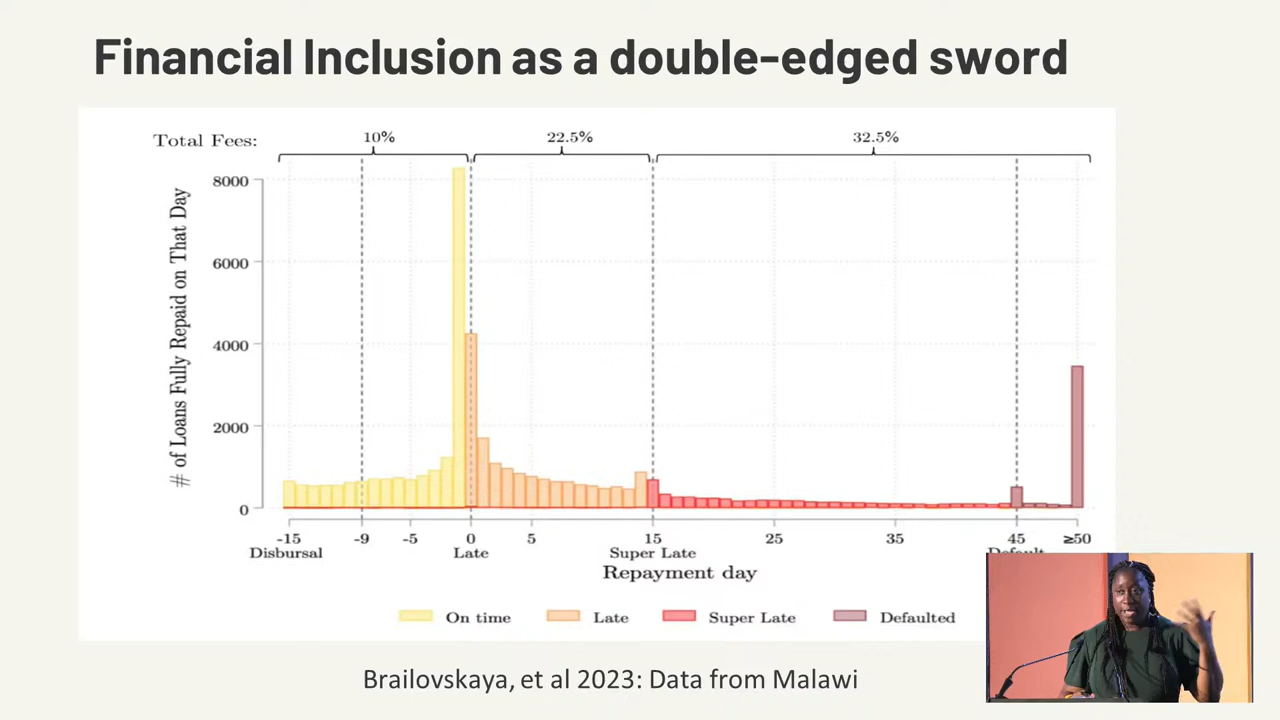 Financial Inclusion as a double-edged sword
Total Fees:
10%
22.5%
32.5%
# of Loans Fully Repaid on That Day
8000
6000
4000
2000
0
-15 -9 -5 0 5 15 25 35 45 ≥50
Disbursal Late Super Late Default
Repayment day
On time Late Super Late Defaulted
Brailovskaya, et al 2023: Data from Malawi